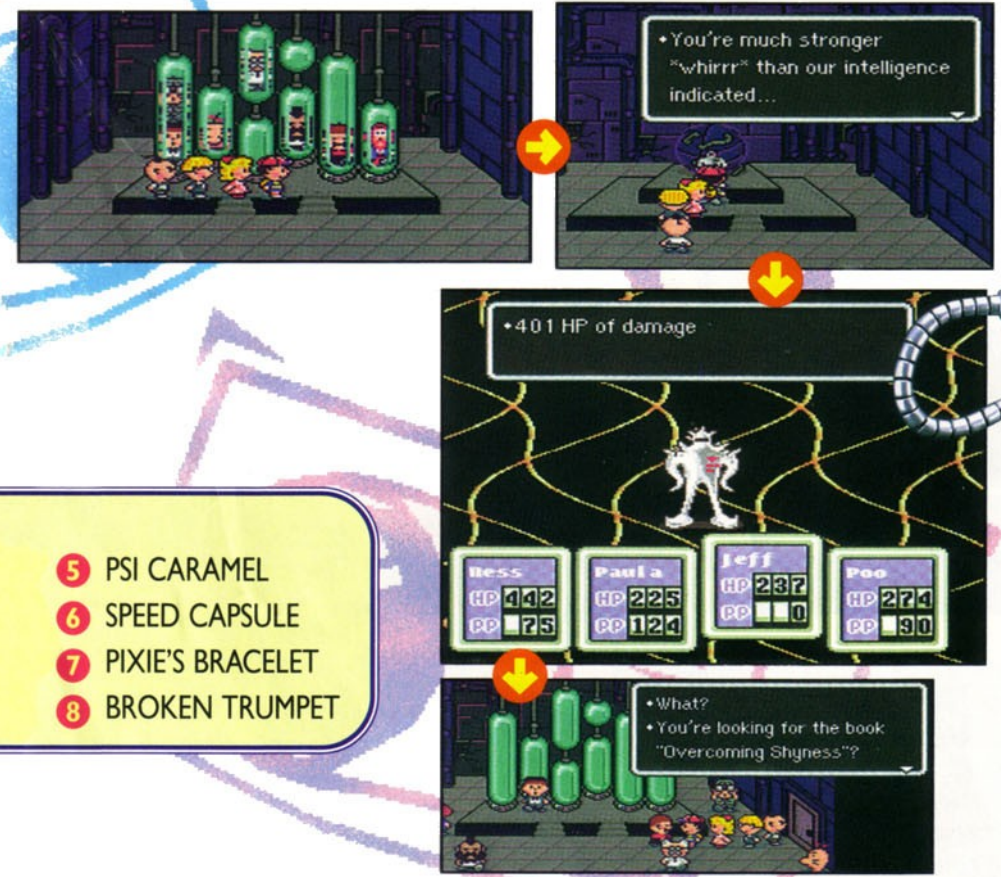 •You're much stronger
*whirrr* than our intelligence
indicated...
•401 HP of damage
Ness
HP 442
PP 75
Paula
HP 225
PP 124
Jeff
HP 237
PP 0
Poo
HP 274
PP 90
5 PSI CARAMEL
6 SPEED CAPSULE
7 PIXIE'S BRACELET
8 BROKEN TRUMPET
•What?
•You're looking for the book
"Overcoming Shyness"?